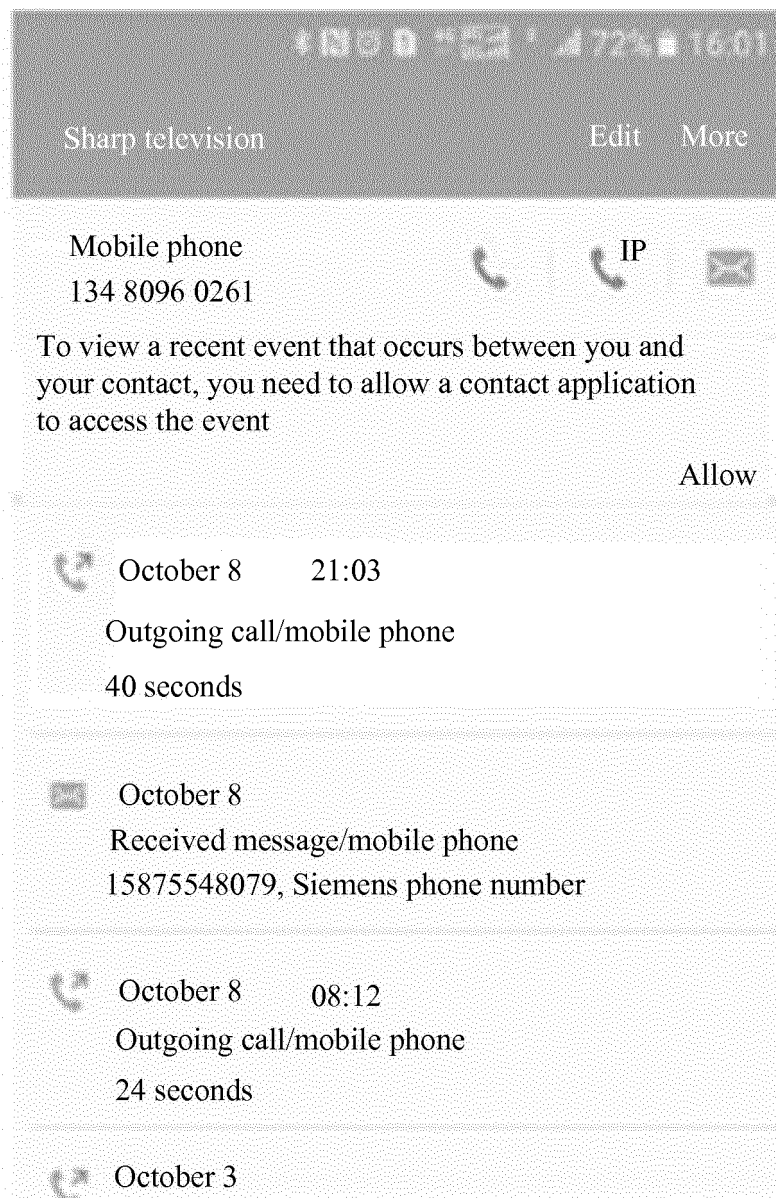 72% 16:01
Sharp television Edit More
Mobile phone
134 8096 0261
IP
To view a recent event that occurs between you and
your contact, you need to allow a contact application
to access the event
Allow
October 8 21:03
Outgoing call/mobile phone
40 seconds
October 8
Received message/mobile phone
15875548079, Siemens phone number
October 8 08:12
Outgoing call/mobile phone
24 seconds
October 3